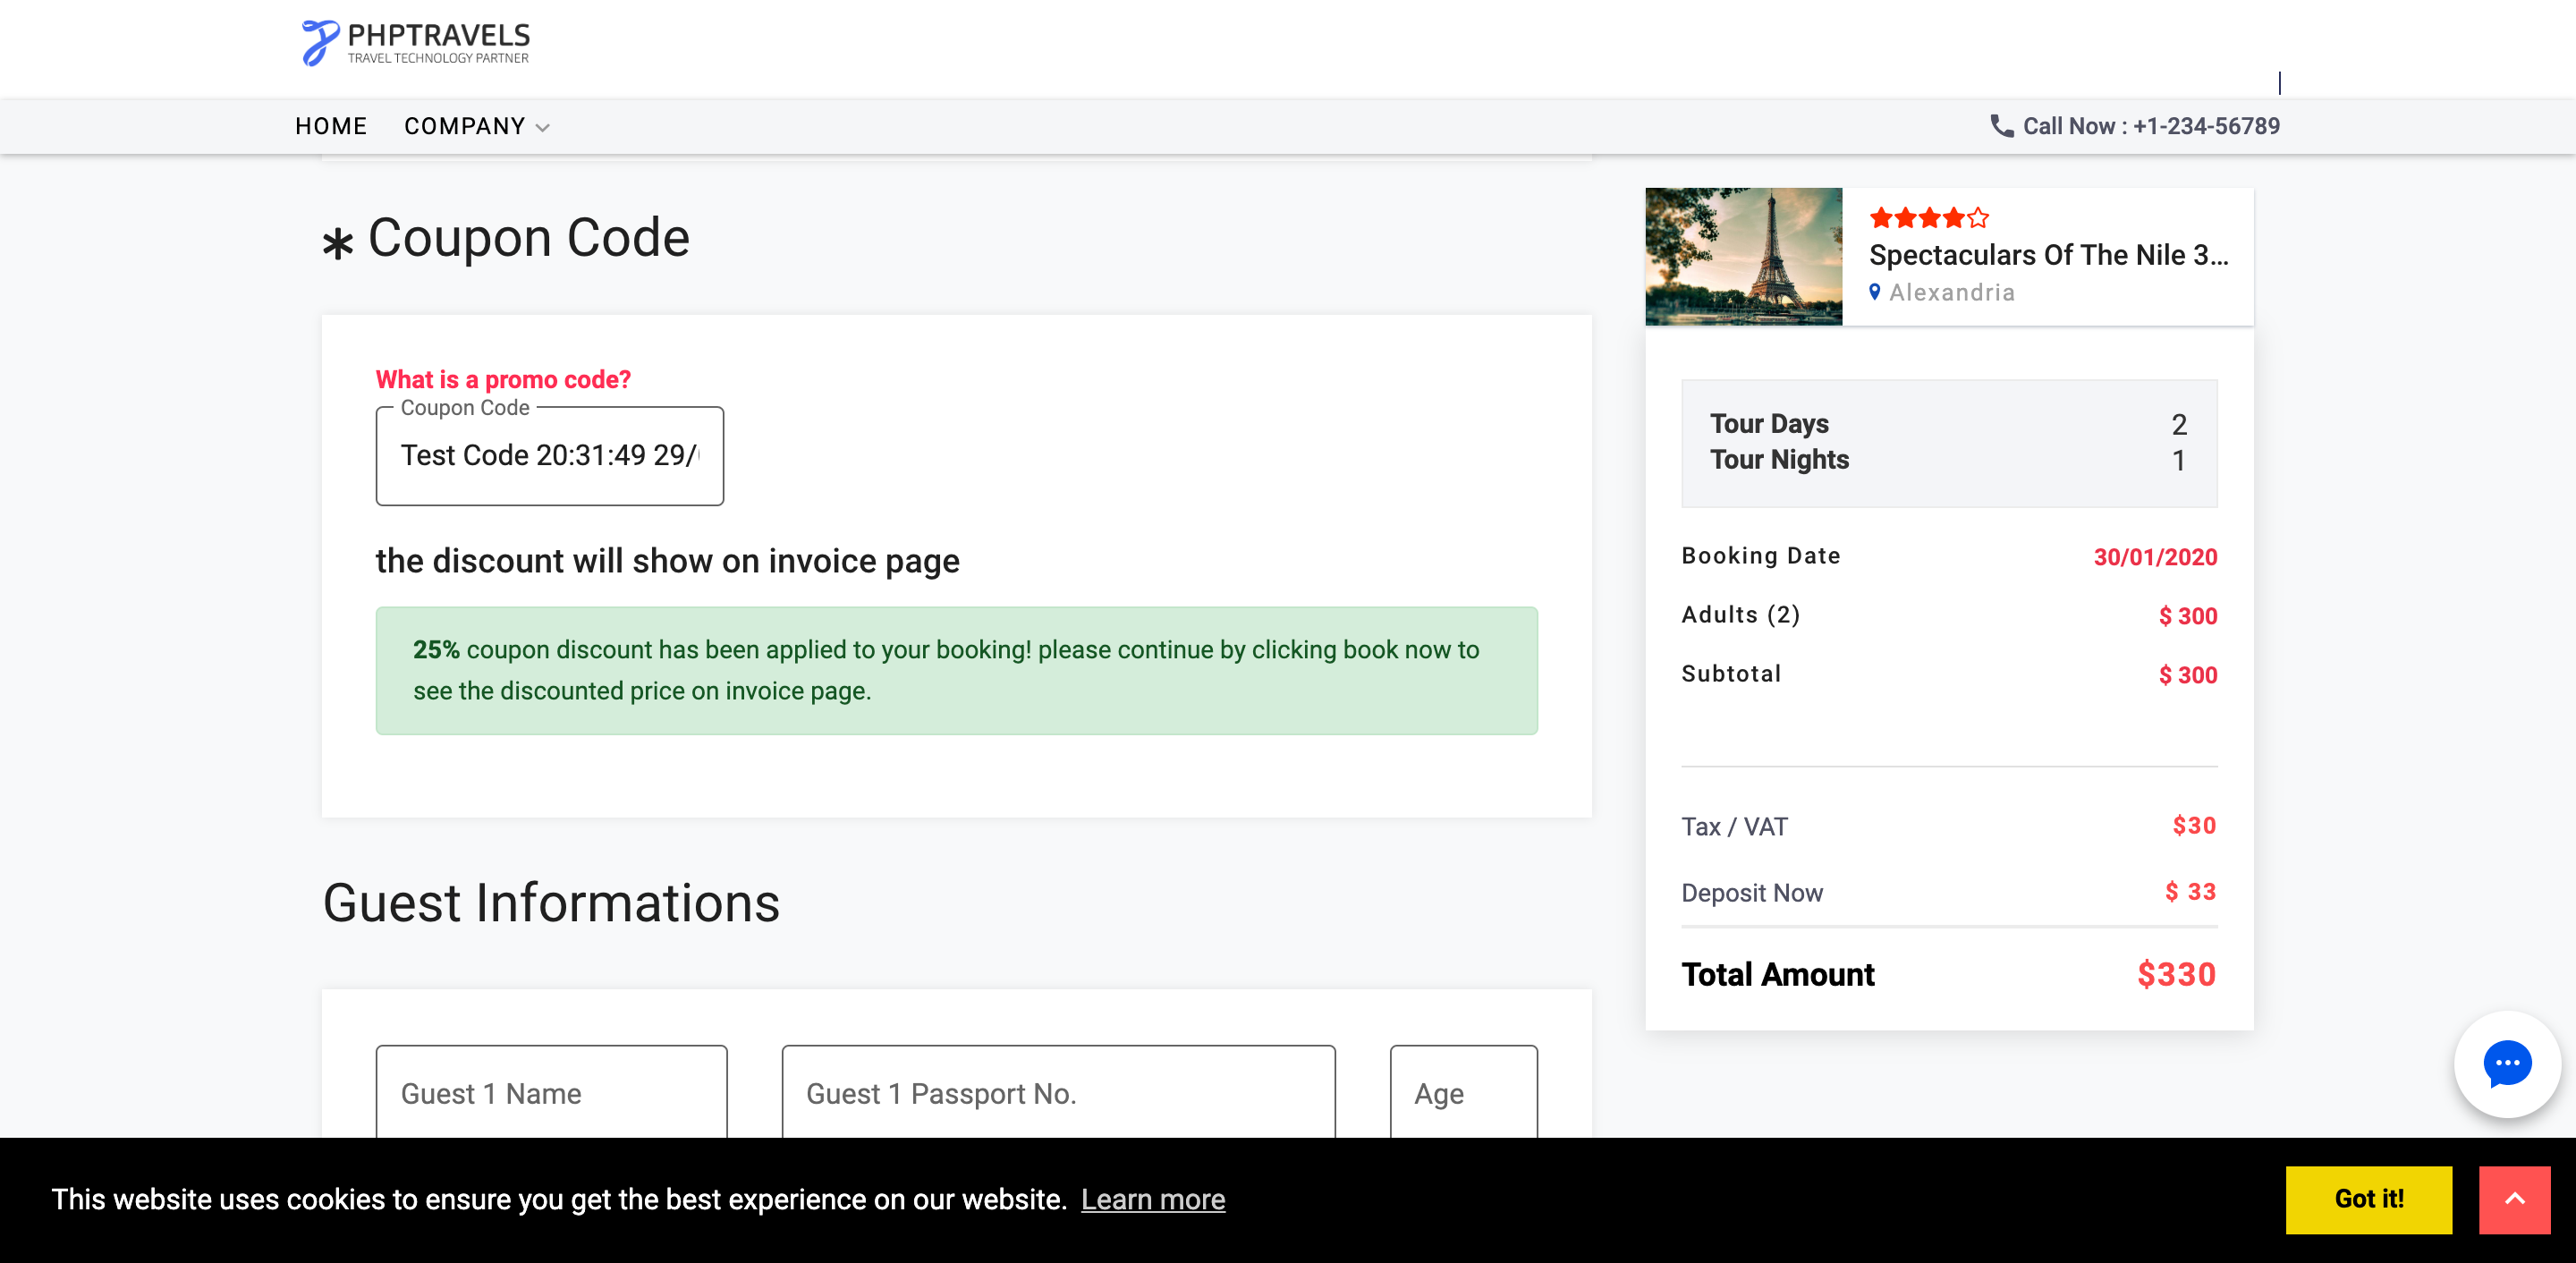 PHPTRAVELS
TRAVEL TECHNOLOGY PARTNER
HOME COMPANY
Call Now : +1-234-56789
* Coupon Code
What is a promo code?
Coupon Code
Test Code 20:31:49 29/
the discount will show on invoice page
25% coupon discount has been applied to your booking! please continue by clicking book now to
see the discounted price on invoice page.
Guest Informations
Guest 1 Name
Guest 1 Passport No.
Age
Spectaculars Of The Nile 3...
Alexandria
Tour Days 2
Tour Nights 1
Booking Date 30/01/2020
Adults (2) $ 300
Subtotal $ 300
Tax / VAT $30
Deposit Now $ 33
Total Amount $330
This website uses cookies to ensure you get the best experience on our website. Learn more
Got it!